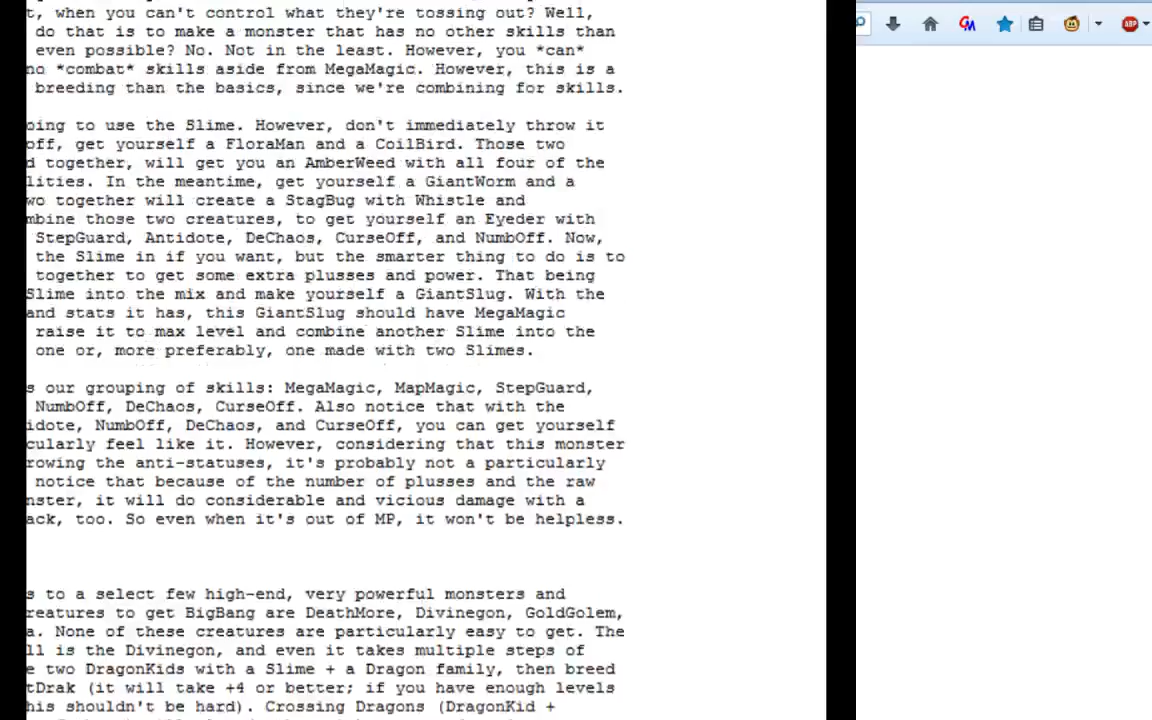 t, when you can't control what they're tossing out? Well,
do that is to make a monster that has no other skills than
even possible? No. Not in the least. However, you *can*
no *combat* skills aside from MegaMagic. However, this is a
breeding than the basics, since we're combining for skills.
oing to use the Slime. However, don't immediately throw it
off, get yourself a FloraMan and a CoilBird. Those two
d together, will get you an AmberWeed with all four of the
lities. In the meantime, get yourself a GiantWorm and a
wo together will create a StagBug with Whistle and
mbine those two creatures, to get yourself an Eyeder with
StepGuard, Antidote, DeChaos, CurseOff, and NumbOff. Now,
the Slime in if you want, but the smarter thing to do is to
together to get some extra plusses and power. That being
Slime into the mix and make yourself a GiantSlug. With the
and stats it has, this GiantSlug should have MegaMagic
raise it to max level and combine another Slime into the
one or, more preferably, one made with two Slimes.
s our grouping of skills: MegaMagic, MapMagic, StepGuard,
NumbOff, DeChaos, CurseOff. Also notice that with the
idote, NumbOff, DeChaos, and CurseOff, you can get yourself
cularly feel like it. However, considering that this monster
rowing the anti-statuses, it's probably not a particularly
notice that because of the number of plusses and the raw
nster, it will do considerable and vicious damage with a
ack, too. So even when it's out of MP, it won't be helpless.
s to a select few high-end, very powerful monsters and
reatures to get BigBang are DeathMore, Divinegon, GoldGolem,
a. None of these creatures are particularly easy to get. The
ll is the Divinegon, and even it takes multiple steps of
e two DragonKids with a Slime + a Dragon family, then breed
tDrak (it will take +4 or better; if you have enough levels
his shouldn't be hard). Crossing Dragons (DragonKid +
ABP